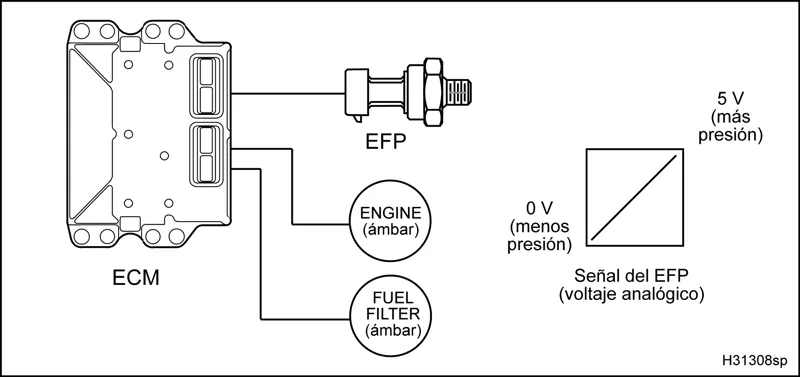 ECM
EFP
ENGINE
(ámbar)
FUEL
FILTER
(ámbar)
5 V
(más
presión)
0 V
(menos
presión)
Señal del EFP
(voltaje analógico)
H31308sp